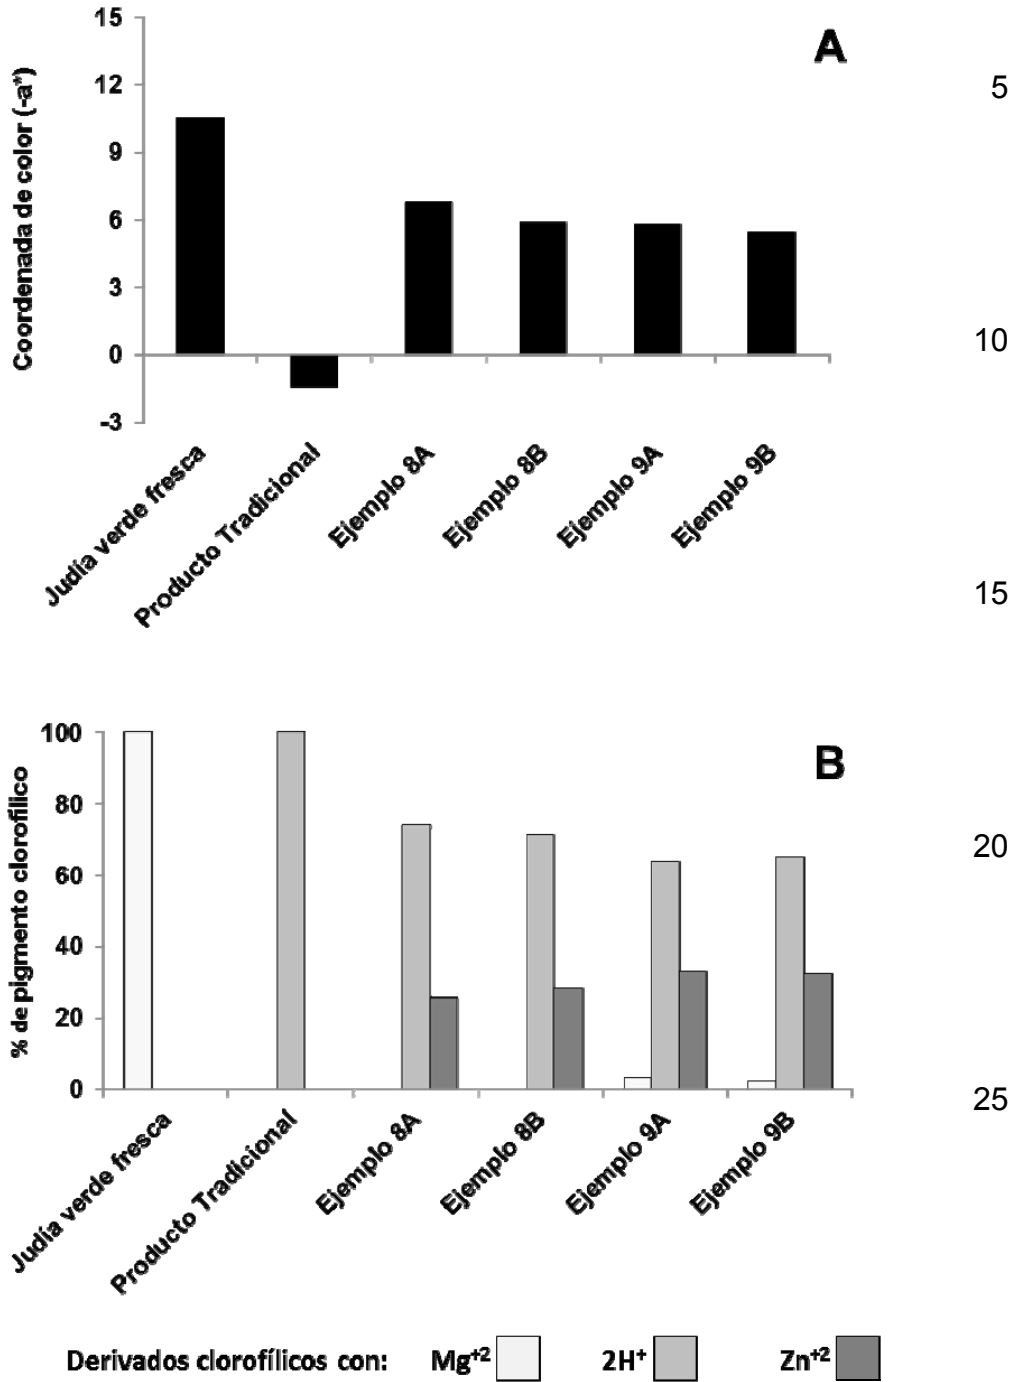 15
A
12
5
9
6
3
0
10
-3
Coordenada de color (-a*)
Judía verde fresca
Producto Tradicional
Ejemplo 8A
Ejemplo 8B
Ejemplo 9A
Ejemplo 9B
15
100
B
80
20
60
40
20
0
25
% de pigmento clorofílico
Judía verde fresca
Producto Tradicional
Ejemplo 8A
Ejemplo 8B
Ejemplo 9A
Ejemplo 9B
Derivados clorofílicos con: Mg+2 2H+ Zn+2